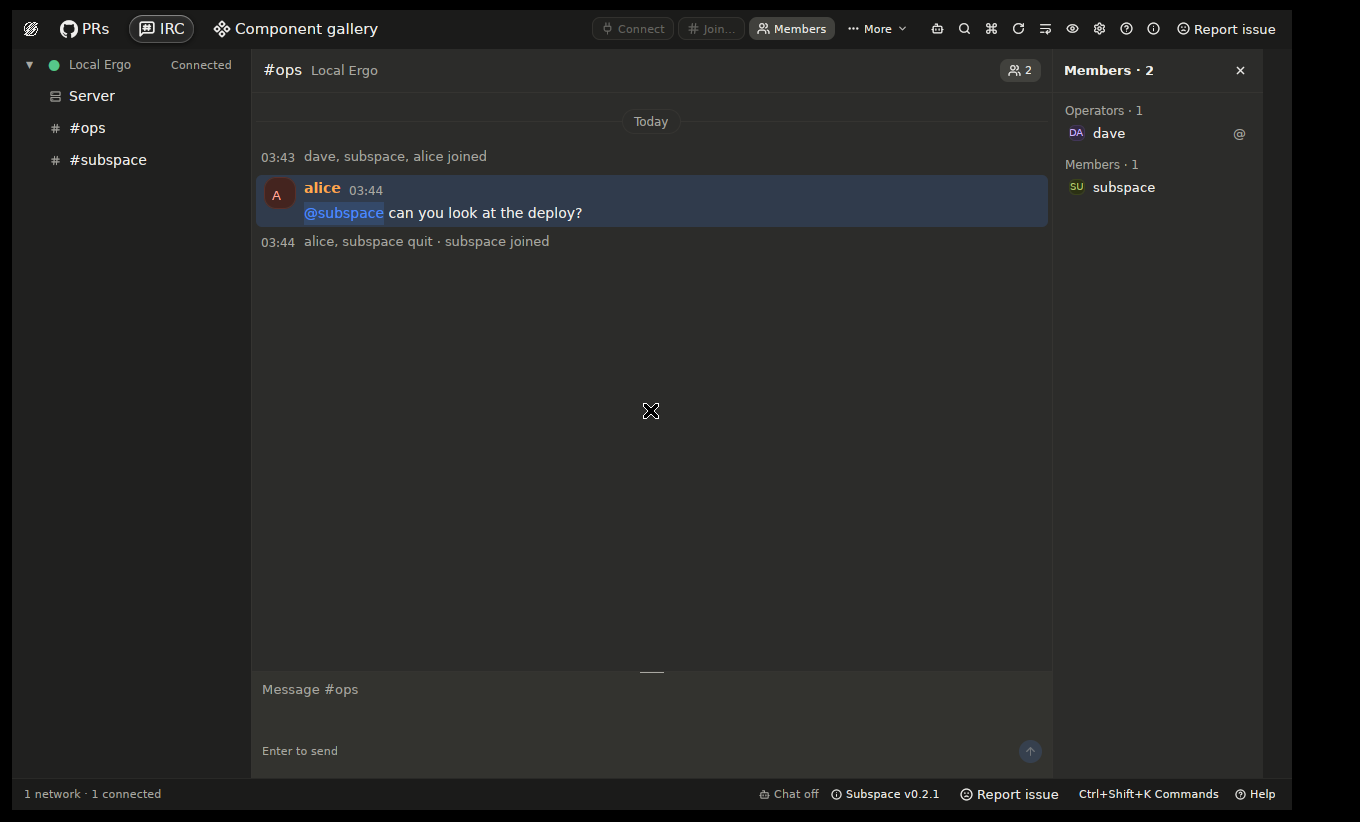 PRs IRC Component gallery Connect Join... Members More Report issue
Local Ergo Connected
Server
#ops
#subspace
#ops Local Ergo 2
Today
03:43 dave, subspace, alice joined
A alice 03:44
@subspace can you look at the deploy?
03:44 alice, subspace quit · subspace joined
Message #ops
Enter to send
Members · 2
Operators · 1
DA dave @
Members · 1
SU subspace
1 network · 1 connected Chat off Subspace v0.2.1 Report issue Ctrl+Shift+K Commands Help